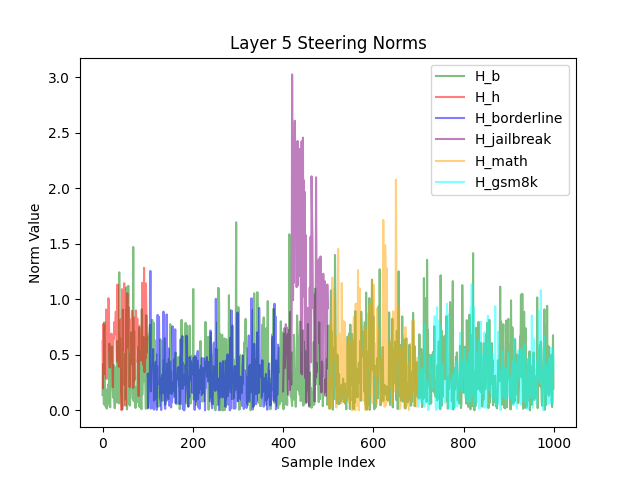 Layer 5 Steering Norms
Norm Value
3.0
2.5
2.0
1.5
1.0
0.5
0.0
H_b
H_h
H_borderline
H_jailbreak
H_math
H_gsm8k
0 200 400 600 800 1000
Sample Index